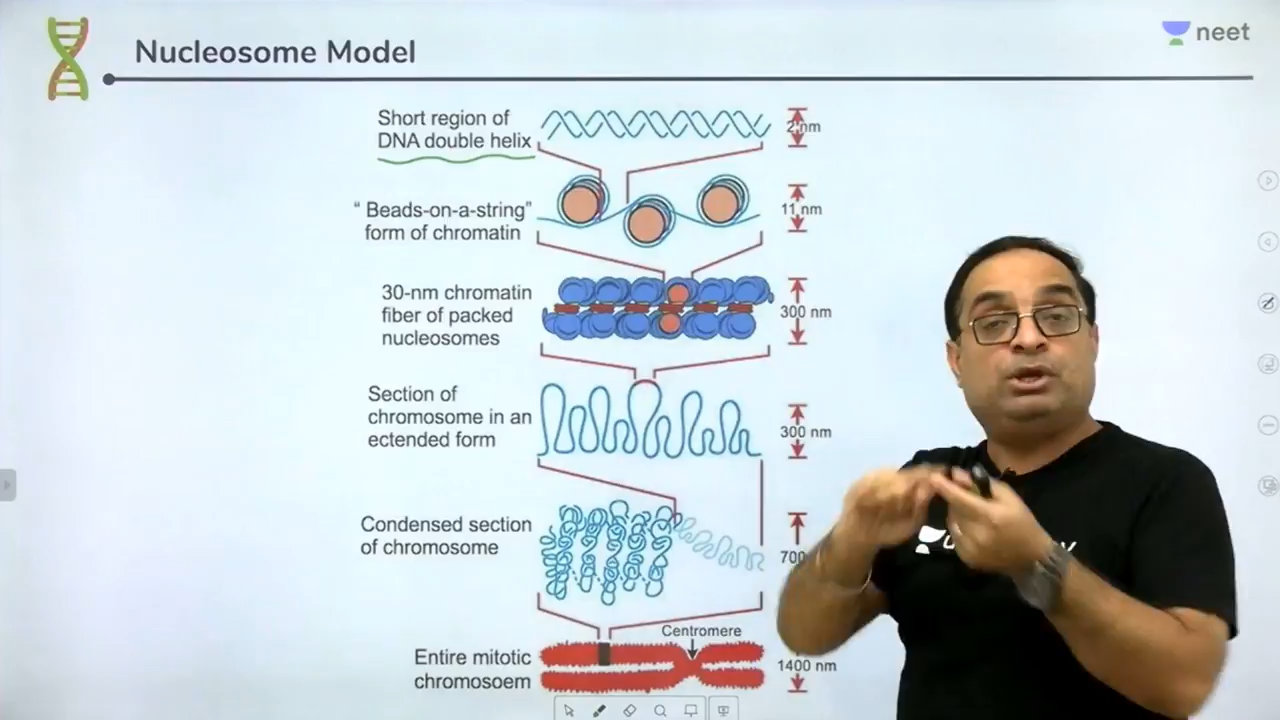 Nucleosome Model
neet
Short region of
DNA double helix
2 nm
" Beads-on-a-string"
form of chromatin
11 nm
30-nm chromatin
fiber of packed
nucleosomes
300 nm
Section of
chromosome in an
ectended form
300 nm
Condensed section
of chromosome
700
Centromere
Entire mitotic
chromosoem
1400 nm